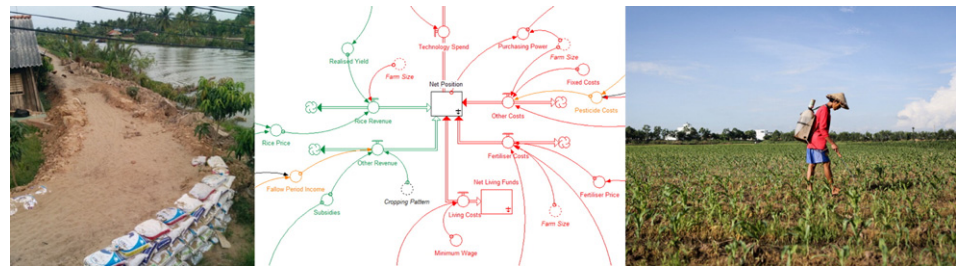 Technology Spend
Purchasing Power
Realised Yield
Farm Size
Farm Size
Net Position
Fixed Costs
Pesticide Costs
Rice Revenue
Other Costs
Rice Price
Other Revenue
Fertiliser Costs
Fallow Period Income
Net Living Funds
Fertiliser Price
Cropping Pattern
Subsidies
Living Costs
Farm Size
Minimum Wage